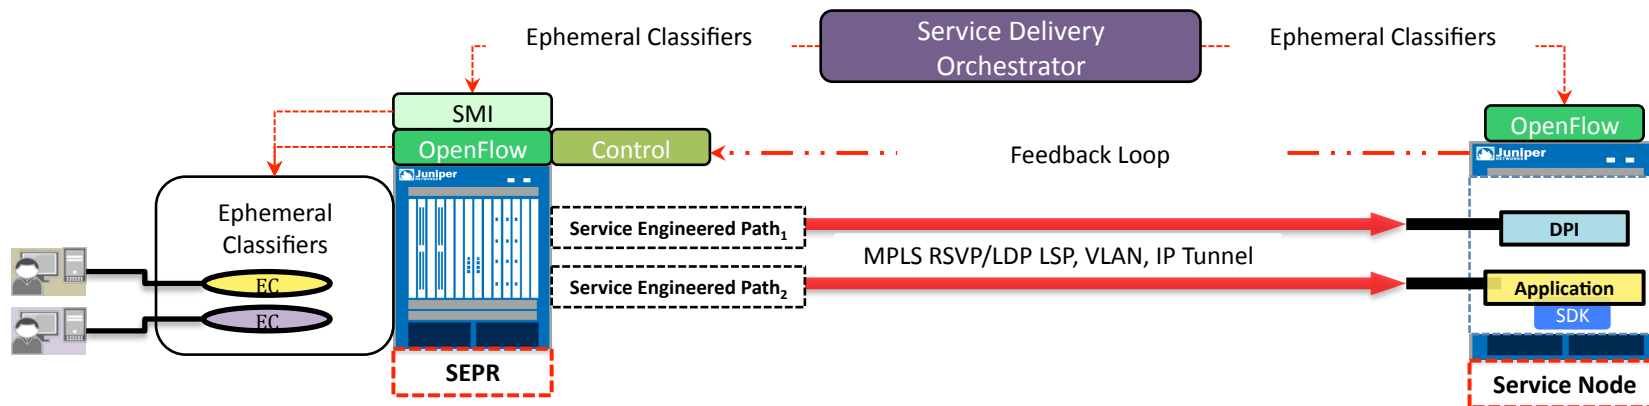 Ephemeral Classifiers
Service Delivery
Orchestrator
Ephemeral Classifiers
SMI
OpenFlow
Control
Feedback Loop
OpenFlow
Juniper
NETWORKS
Juniper
NETWORKS
Ephemeral
Classifiers
EC
EC
Service Engineered Path1
MPLS RSVP/LDP LSP, VLAN, IP Tunnel
Service Engineered Path2
DPI
Application
SDK
SEPR
Service Node